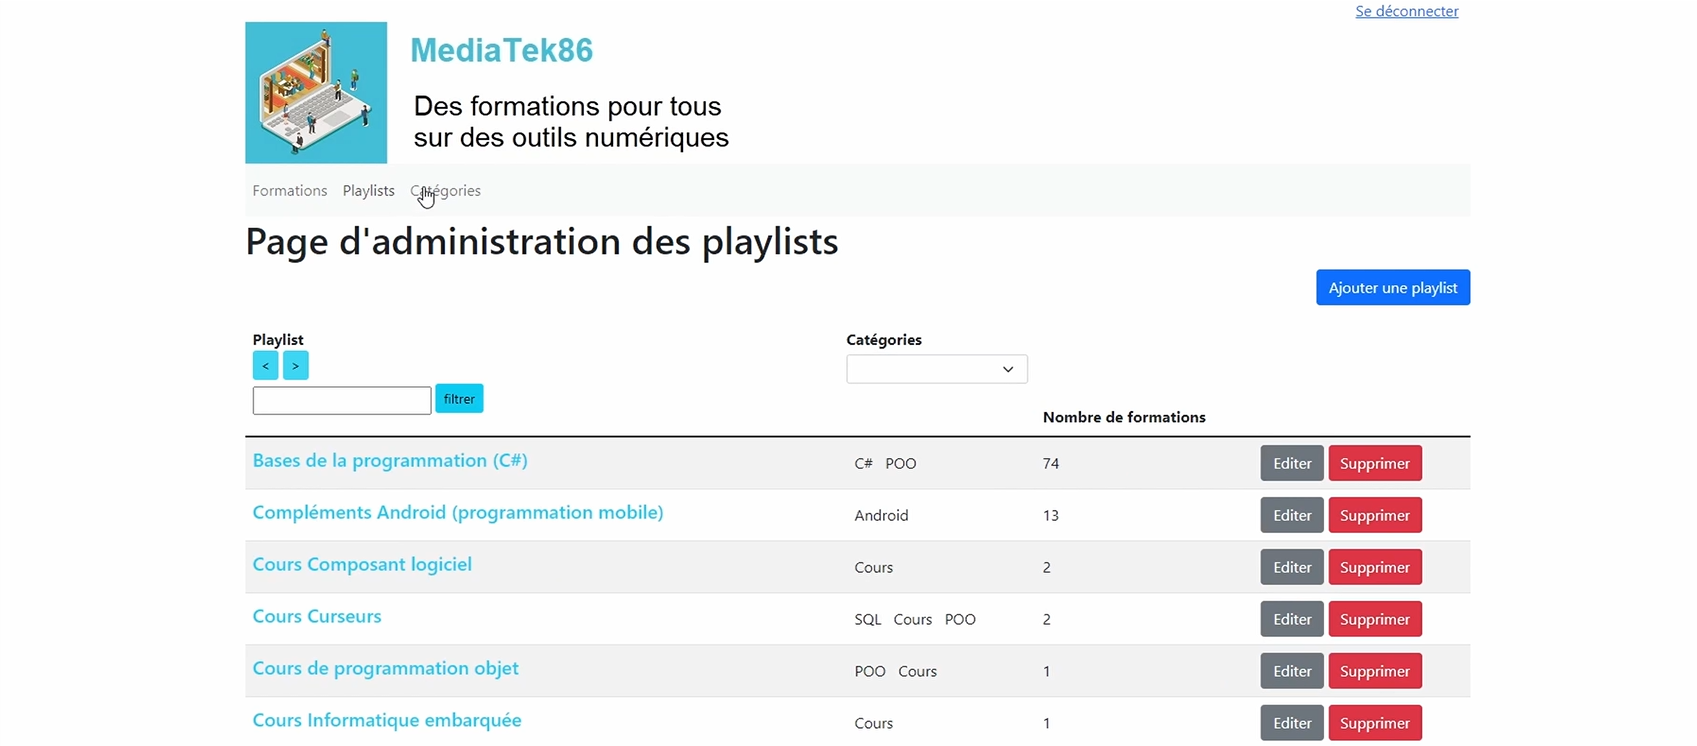 Se déconnecter
MediaTek86
Des formations pour tous
sur des outils numériques
Formations Playlists Catégories
Page d'administration des playlists
Ajouter une playlist
Playlist Catégories
< >
filtrer
Nombre de formations
Bases de la programmation (C#) C# POO 74 Editer Supprimer
Compléments Android (programmation mobile) Android 13 Editer Supprimer
Cours Composant logiciel Cours 2 Editer Supprimer
Cours Curseurs SQL Cours POO 2 Editer Supprimer
Cours de programmation objet POO Cours 1 Editer Supprimer
Cours Informatique embarquée Cours 1 Editer Supprimer